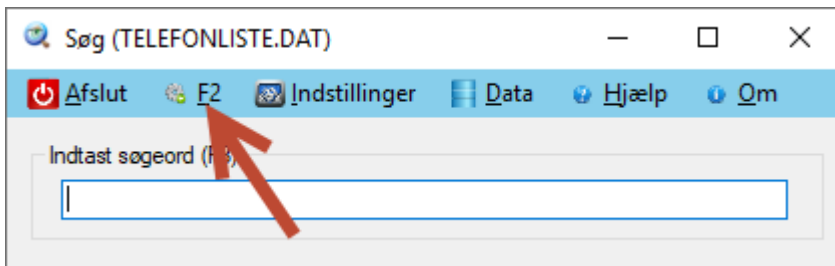 Søg (TELEFONLISTE.DAT)
Afslut F2 Indstillinger Data Hjælp Om
Indtast søgeord